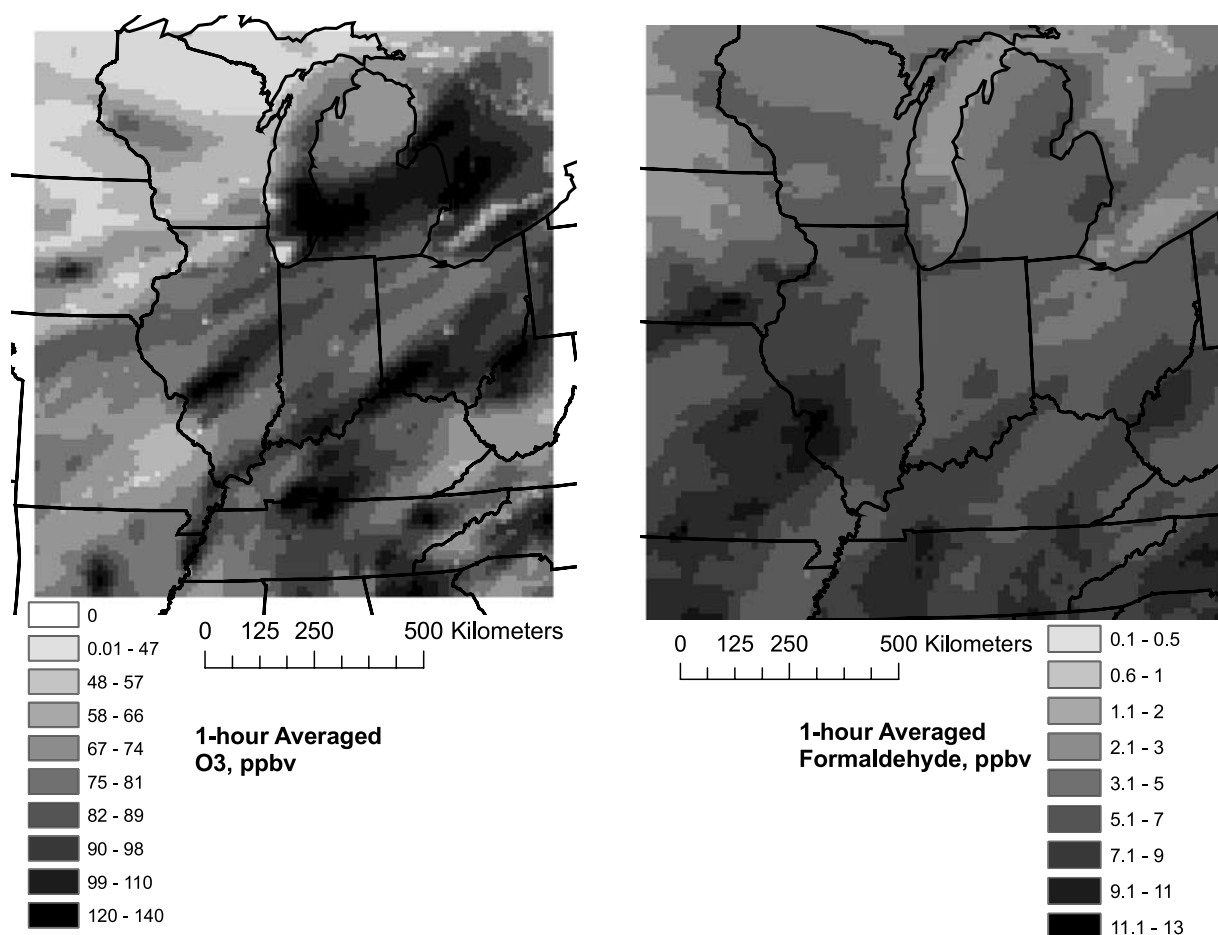 0
0.01 - 47
48 - 57
58 - 66
67 - 74
75 - 81
82 - 89
90 - 98
99 - 110
120 - 140
0 125 250 500 Kilometers
1-hour Averaged
O3, ppbv
0 125 250 500 Kilometers
1-hour Averaged
Formaldehyde, ppbv
0.1 - 0.5
0.6 - 1
1.1 - 2
2.1 - 3
3.1 - 5
5.1 - 7
7.1 - 9
9.1 - 11
11.1 - 13